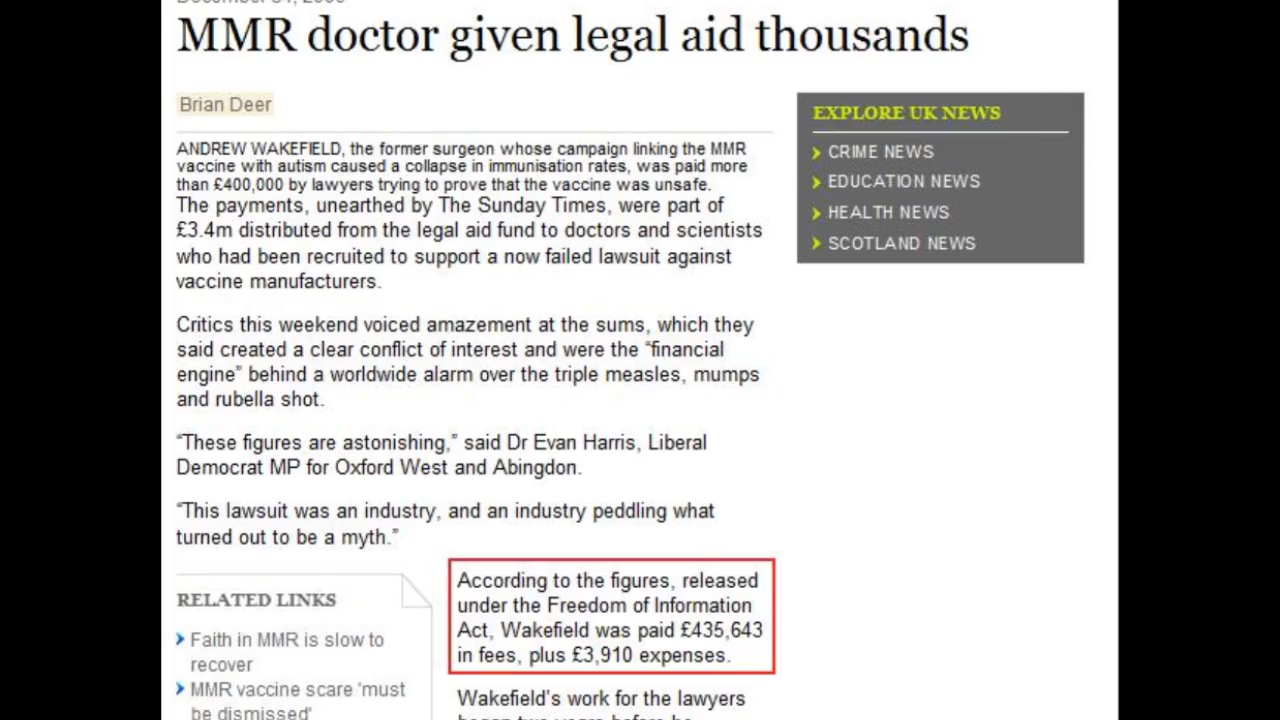 MMR doctor given legal aid thousands
Brian Deer
ANDREW WAKEFIELD, the former surgeon whose campaign linking the MMR
vaccine with autism caused a collapse in immunisation rates, was paid more
than £400,000 by lawyers trying to prove that the vaccine was unsafe.
The payments, unearthed by The Sunday Times, were part of
£3.4m distributed from the legal aid fund to doctors and scientists
who had been recruited to support a now failed lawsuit against
vaccine manufacturers.
Critics this weekend voiced amazement at the sums, which they
said created a clear conflict of interest and were the “financial
engine” behind a worldwide alarm over the triple measles, mumps
and rubella shot.
“These figures are astonishing,” said Dr Evan Harris, Liberal
Democrat MP for Oxford West and Abingdon.
“This lawsuit was an industry, and an industry peddling what
turned out to be a myth.”
According to the figures, released
under the Freedom of Information
Act, Wakefield was paid £435,643
in fees, plus £3,910 expenses.
Wakefield's work for the lawyers
RELATED LINKS
Faith in MMR is slow to
recover
MMR vaccine scare 'must
be dismissed'
EXPLORE UK NEWS
CRIME NEWS
EDUCATION NEWS
HEALTH NEWS
SCOTLAND NEWS